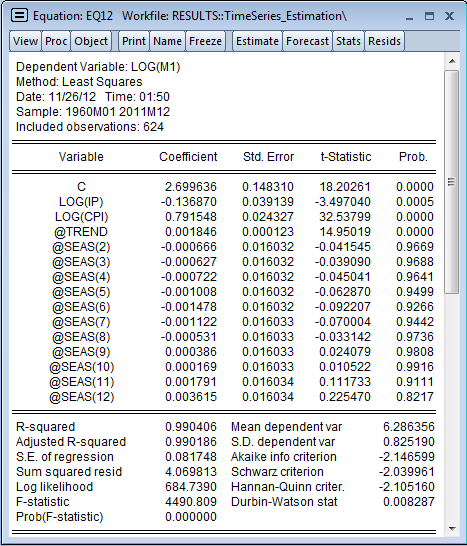 Equation: EQ12 Workfile: RESULTS::TimeSeries_Estimation\
View Proc Object Print Name Freeze Estimate Forecast Stats Resids
Dependent Variable: LOG(M1)
Method: Least Squares
Date: 11/26/12 Time: 01:50
Sample: 1960M01 2011M12
Included observations: 624
Variable Coefficient Std. Error t-Statistic Prob.
C 2.699636 0.148310 18.20261 0.0000
LOG(IP) -0.136870 0.039139 -3.497040 0.0005
LOG(CPI) 0.791548 0.024327 32.53799 0.0000
@TREND 0.001846 0.000123 14.95019 0.0000
@SEAS(2) -0.000666 0.016032 -0.041545 0.9669
@SEAS(3) -0.000627 0.016032 -0.039090 0.9688
@SEAS(4) -0.000722 0.016032 -0.045041 0.9641
@SEAS(5) -0.001008 0.016032 -0.062870 0.9499
@SEAS(6) -0.001478 0.016032 -0.092207 0.9266
@SEAS(7) -0.001122 0.016033 -0.070004 0.9442
@SEAS(8) -0.000531 0.016033 -0.033142 0.9736
@SEAS(9) 0.000386 0.016033 0.024079 0.9808
@SEAS(10) 0.000169 0.016033 0.010522 0.9916
@SEAS(11) 0.001791 0.016034 0.111733 0.9111
@SEAS(12) 0.003615 0.016034 0.225470 0.8217
R-squared 0.990406 Mean dependent var 6.286356
Adjusted R-squared 0.990186 S.D. dependent var 0.825190
S.E. of regression 0.081748 Akaike info criterion -2.146599
Sum squared resid 4.069813 Schwarz criterion -2.039961
Log likelihood 684.7390 Hannan-Quinn criter. -2.105160
F-statistic 4490.809 Durbin-Watson stat 0.008287
Prob(F-statistic) 0.000000